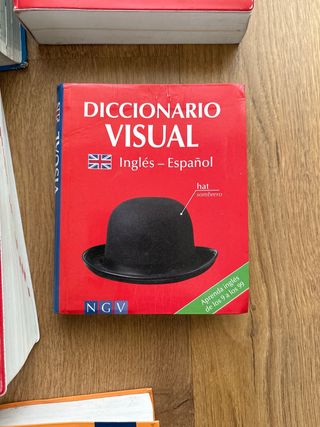 DICCIONARIO
VISUAL
Inglés – Español
hat
sombrero
Aprenda inglés
de los 9 a los 99
NGV
VISUAL